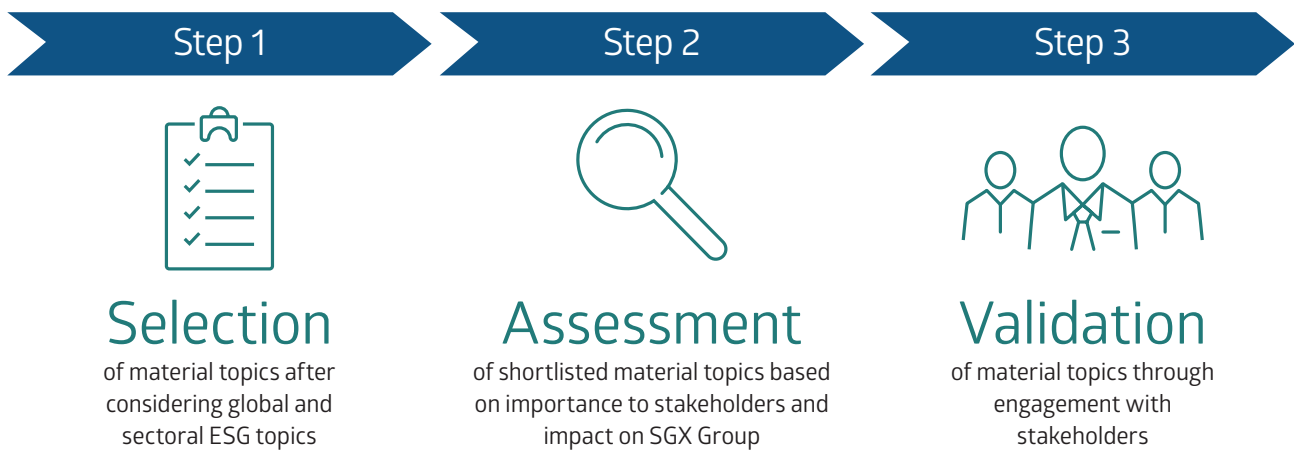 Step 1
Step 2
Step 3
Selection
of material topics after
considering global and
sectoral ESG topics
Assessment
of shortlisted material topics based
on importance to stakeholders and
impact on SGX Group
Validation
of material topics through
engagement with
stakeholders